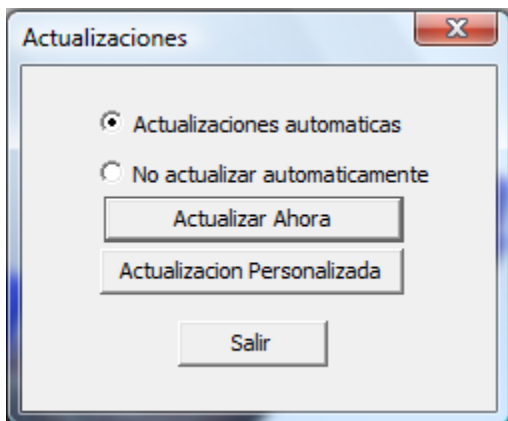 Actualizaciones
Actualizaciones automaticas
No actualizar automaticamente
Actualizar Ahora
Actualizacion Personalizada
Salir